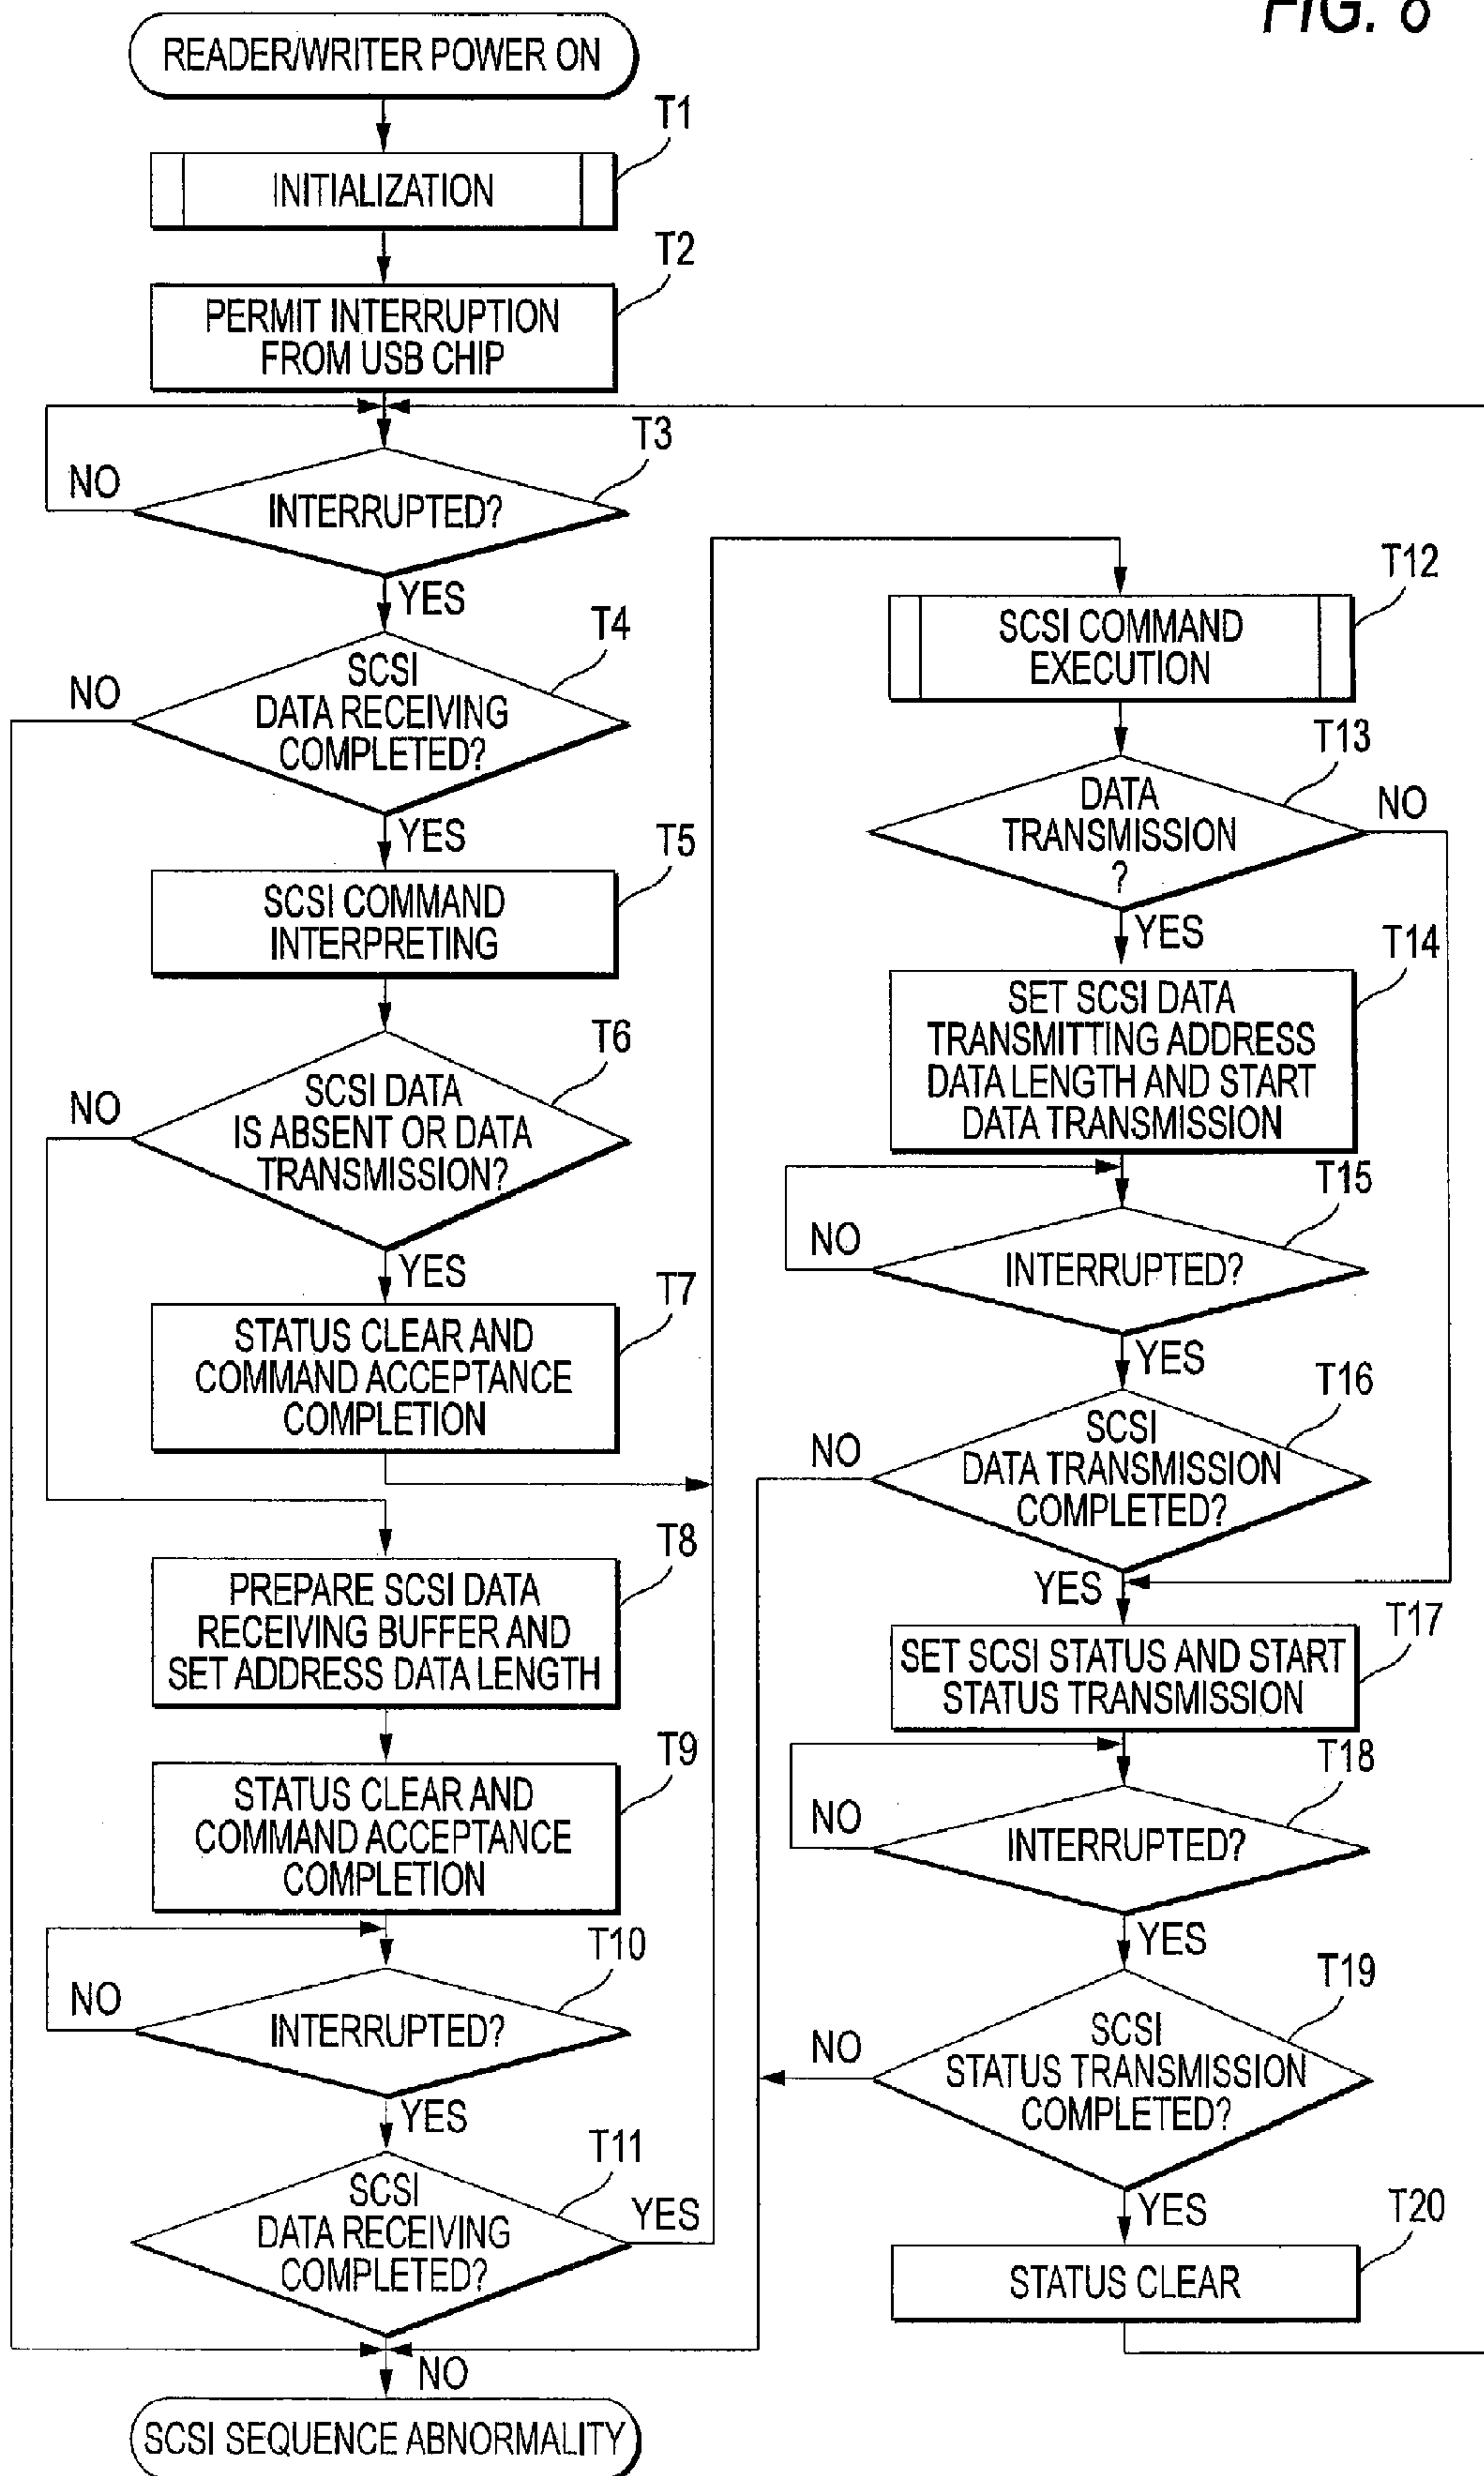 FIG. 6
READER/WRITER POWER ON
T1
INITIALIZATION
T2
PERMIT INTERRUPTION
FROM USB CHIP
T3
NO
INTERRUPTED?
YES
T4
NO
SCSI
DATA RECEIVING
COMPLETED?
YES
T5
SCSI COMMAND
INTERPRETING
T6
NO
SCSI DATA
IS ABSENT OR DATA
TRANSMISSION?
YES
T7
STATUS CLEAR AND
COMMAND ACCEPTANCE
COMPLETION
T8
PREPARE SCSI DATA
RECEIVING BUFFER AND
SET ADDRESS DATA LENGTH
T9
STATUS CLEAR AND
COMMAND ACCEPTANCE
COMPLETION
T10
NO
INTERRUPTED?
YES
T11
SCSI
DATA RECEIVING
COMPLETED?
YES
NO
SCSI SEQUENCE ABNORMALITY
T12
SCSI COMMAND
EXECUTION
T13
DATA
TRANSMISSION
?
NO
YES
T14
SET SCSI DATA
TRANSMITTING ADDRESS
DATA LENGTH AND START
DATA TRANSMISSION
T15
NO
INTERRUPTED?
YES
T16
NO
SCSI
DATA TRANSMISSION
COMPLETED?
YES
T17
SET SCSI STATUS AND START
STATUS TRANSMISSION
T18
NO
INTERRUPTED?
YES
T19
NO
SCSI
STATUS TRANSMISSION
COMPLETED?
YES
T20
STATUS CLEAR